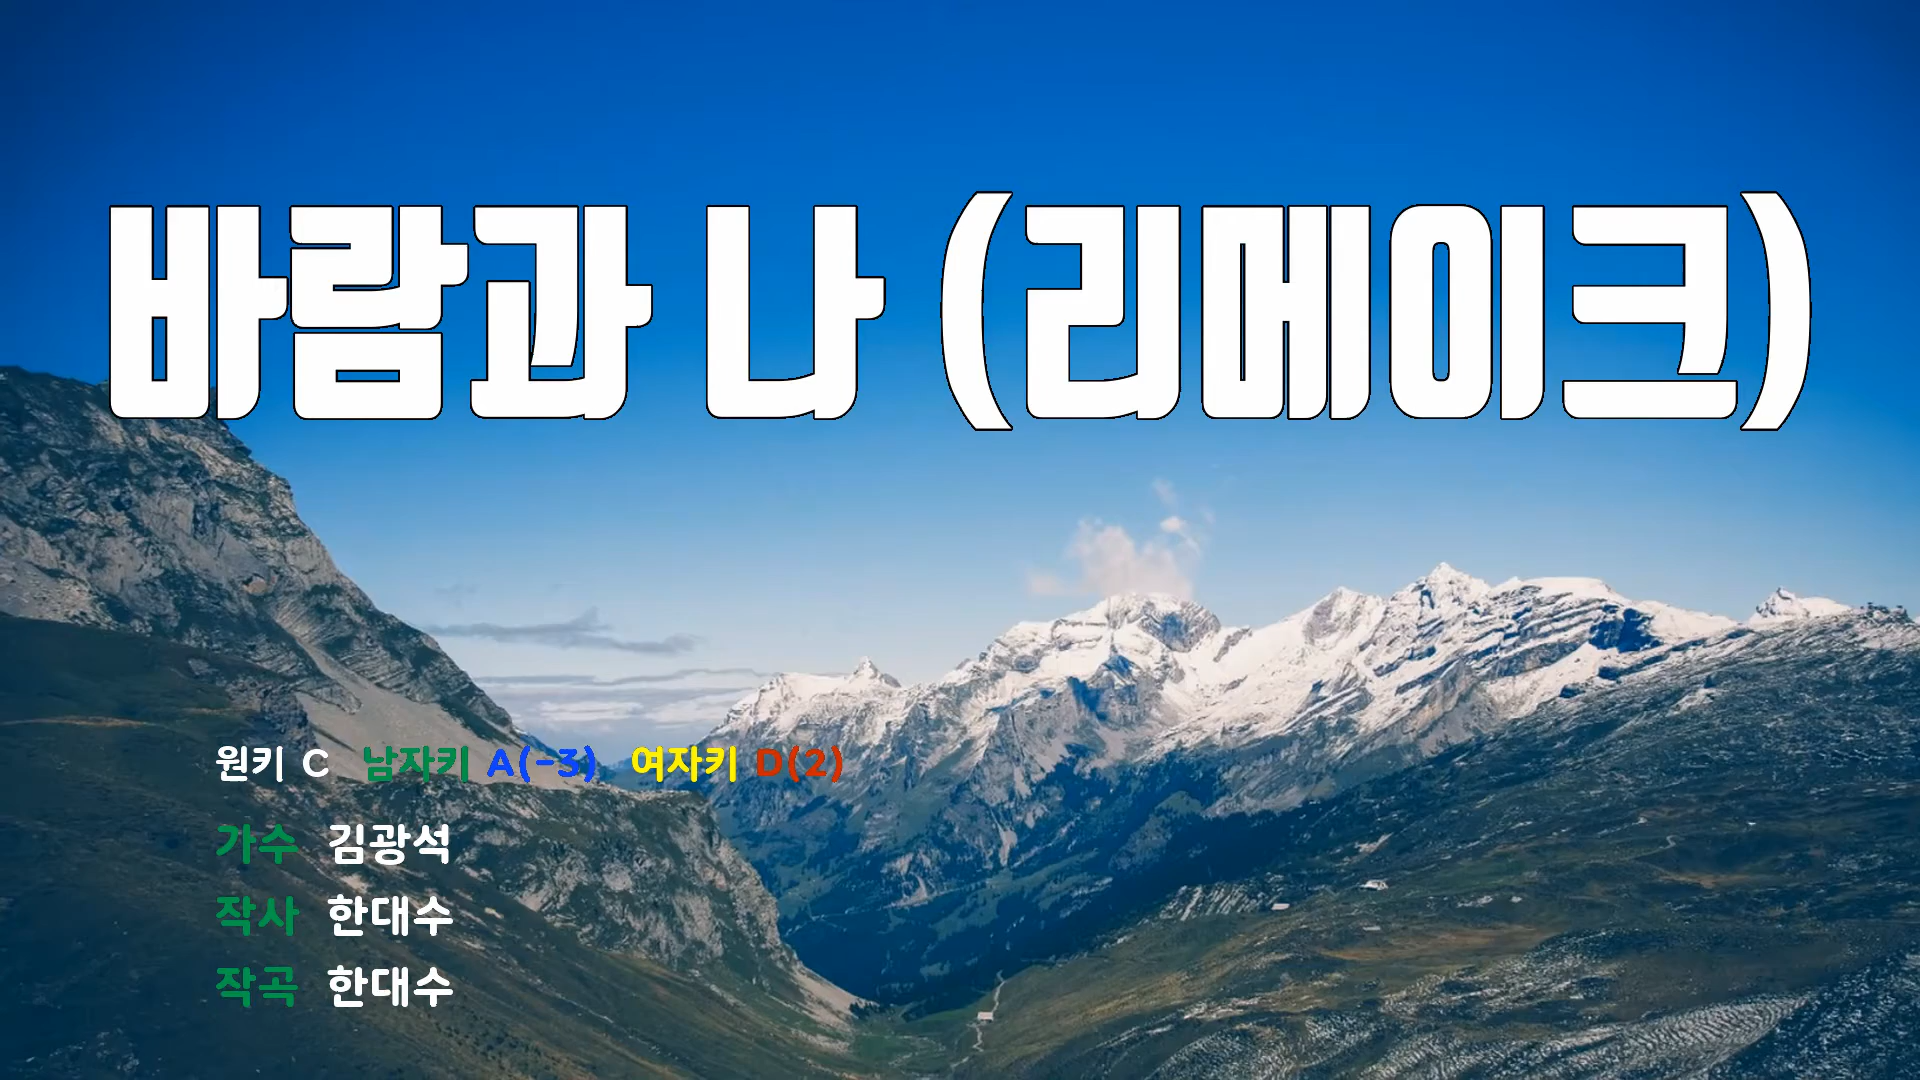 바람과 나 (리메이크)
원키 C 남자키 A(-3) 여자키 D(2)
가수 김광석
작사 한대수
작곡 한대수